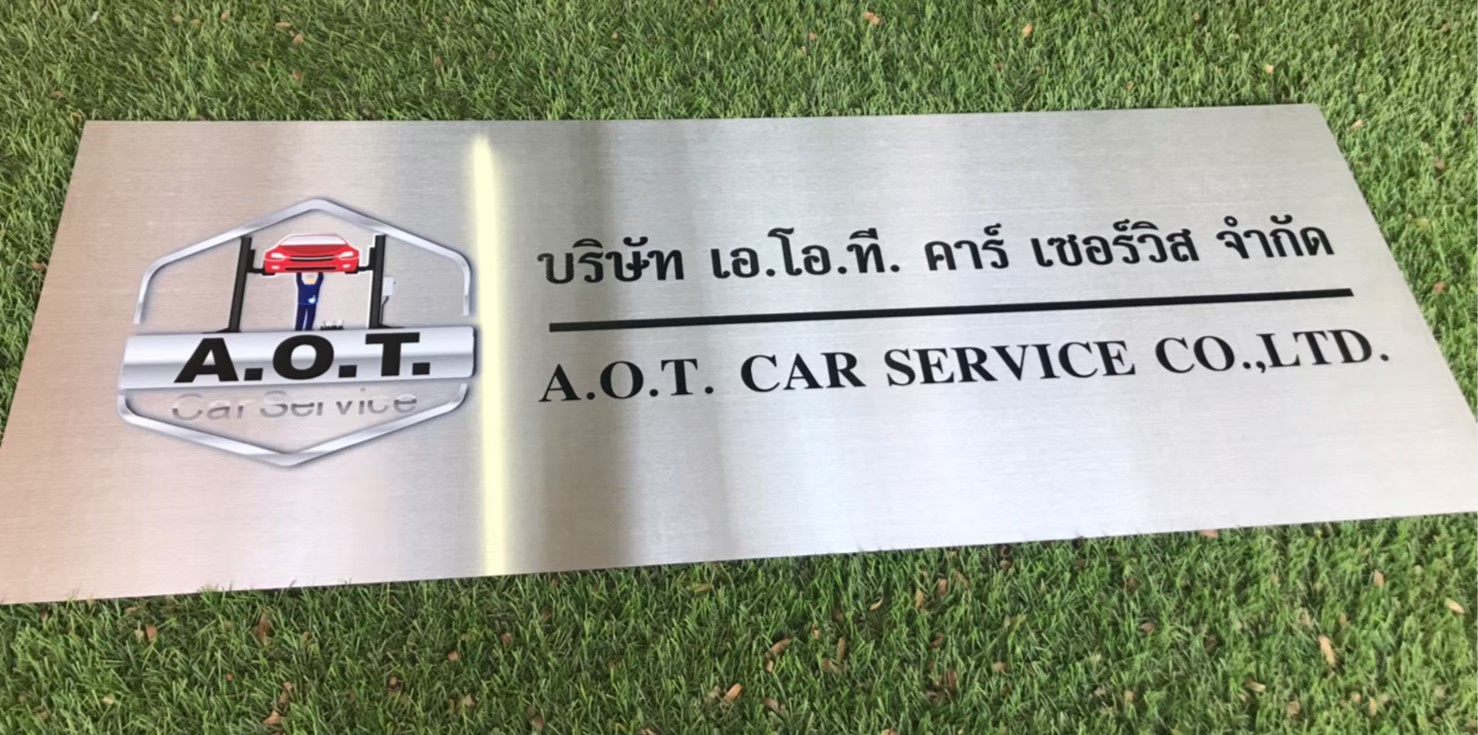 A.O.T.
Car Service
บริษัท เอ.โอ.ที. คาร์ เซอร์วิส จำกัด
A.O.T. CAR SERVICE CO.,LTD.